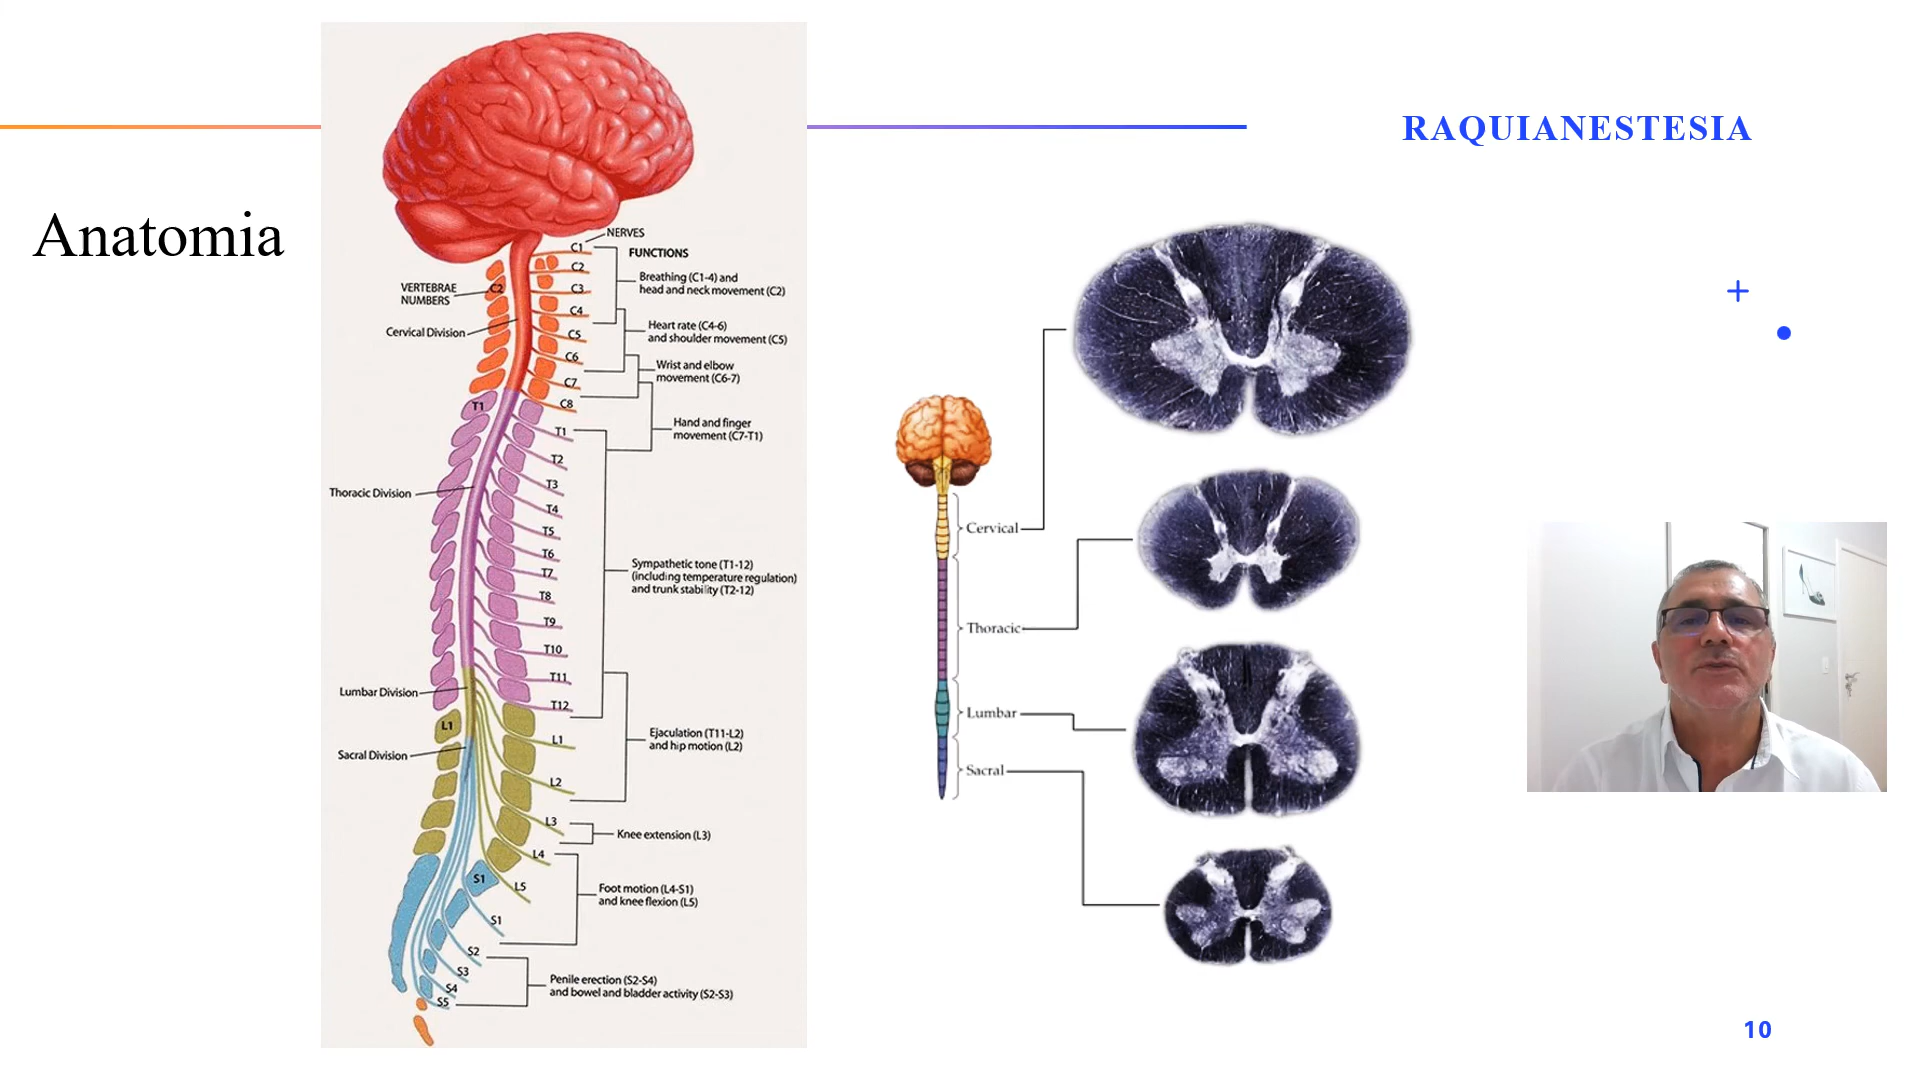 RAQUIANESTESIA
Anatomia
NERVES
FUNCTIONS
C1
C2
C3
C4
C5
C6
C7
C8
T1
T2
T3
T4
T5
T6
T7
T8
T9
T10
T11
T12
L1
L2
L3
L4
L5
S1
S2
S3
S4
S5
VERTEBRAE
NUMBERS
C2
Cervical Division
T1
Thoracic Division
Lumbar Division
L1
Sacral Division
S1
Breathing (C1-4) and
head and neck movement (C2)
Heart rate (C4-6)
and shoulder movement (C5)
Wrist and elbow
movement (C6-7)
Hand and finger
movement (C7-T1)
Sympathetic tone (T1-12)
(including temperature regulation)
and trunk stability (T2-12)
Ejaculation (T11-L2)
and hip motion (L2)
Knee extension (L3)
Foot motion (L4-S1)
and knee flexion (L5)
Penile erection (S2-S4)
and bowel and bladder activity (S2-S3)
Cervical
Thoracic
Lumbar
Sacral
10